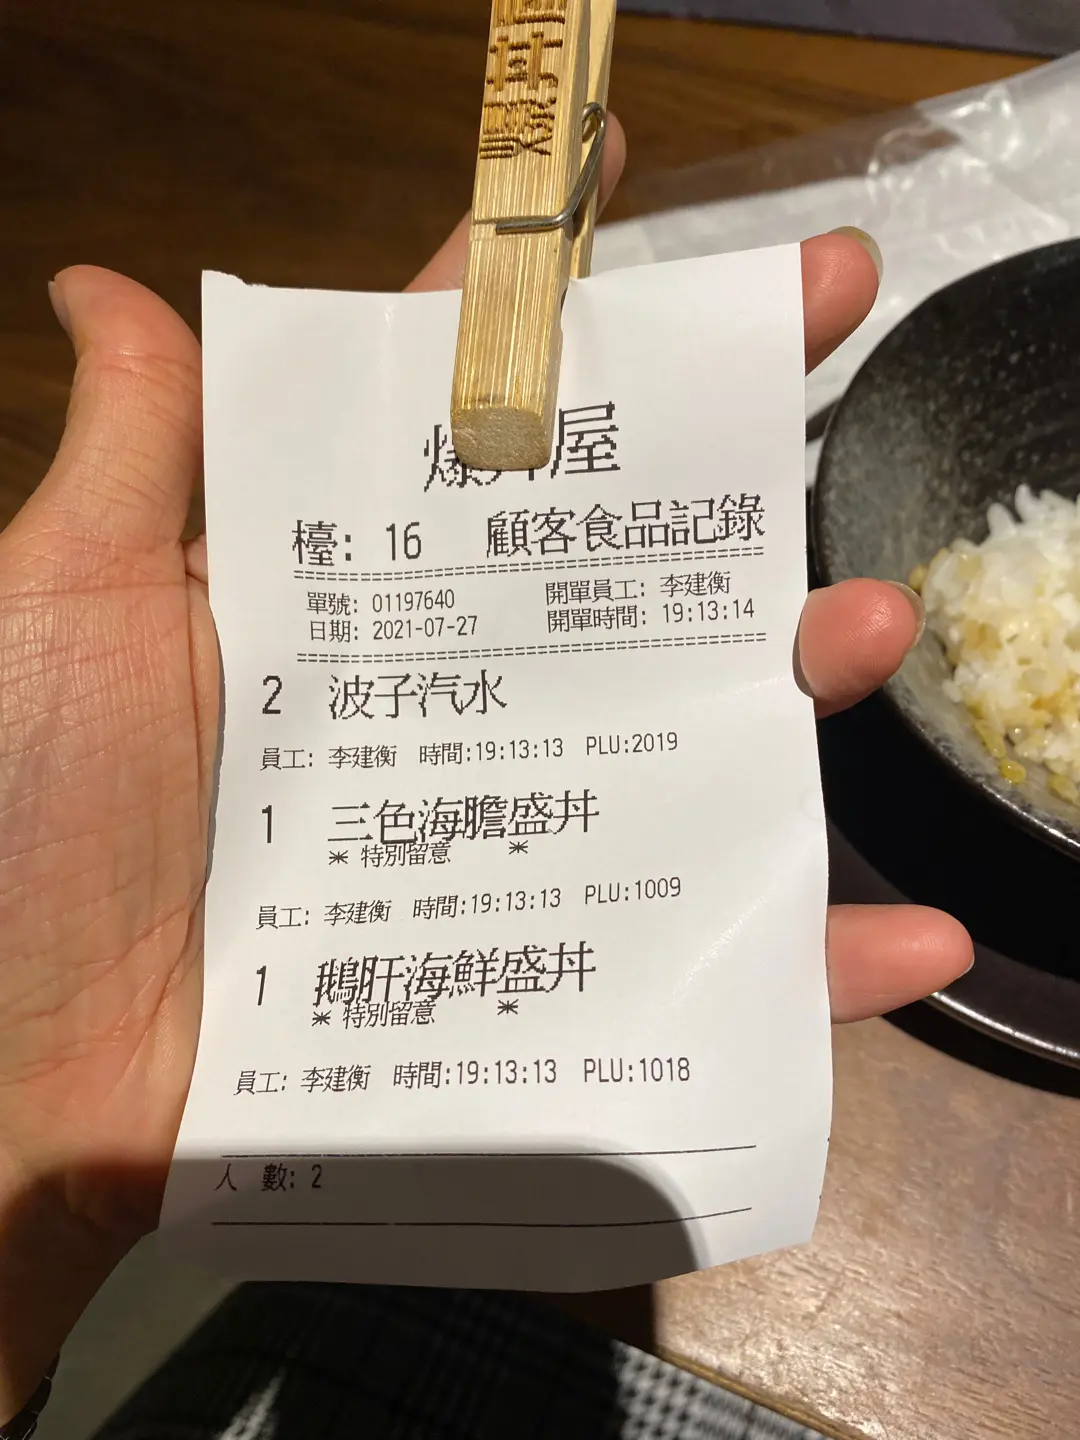 丼
爆丼屋
檯: 16 顧客食品記錄
單號: 01197640 開單員工: 李建衡
日期: 2021-07-27 開單時間: 19:13:14
2 波子汽水
員工: 李建衡 時間:19:13:13 PLU:2019
1 三色海膽盛丼
* 特別留意 *
員工: 李建衡 時間:19:13:13 PLU:1009
1 鵝肝海鮮盛丼
* 特別留意 *
員工: 李建衡 時間:19:13:13 PLU:1018
人 數: 2